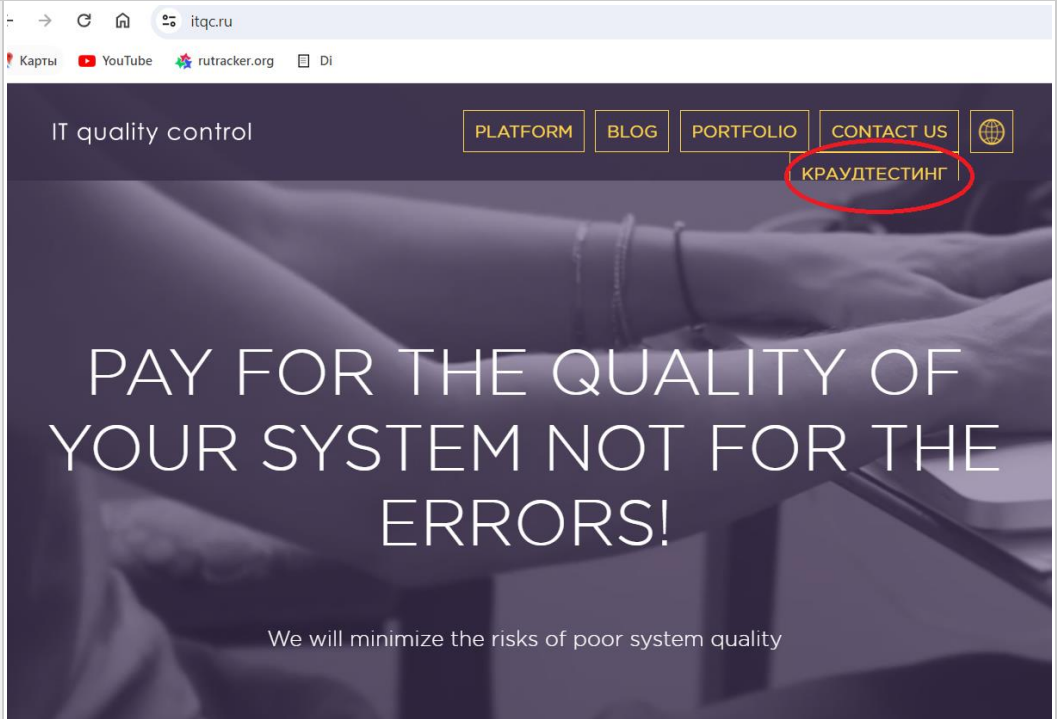 itqc.ru
Карты YouTube rutracker.org Di
IT quality control PLATFORM BLOG PORTFOLIO CONTACT US
КРАУДТЕСТИНГ
PAY FOR THE QUALITY OF
YOUR SYSTEM NOT FOR THE
ERRORS!
We will minimize the risks of poor system quality